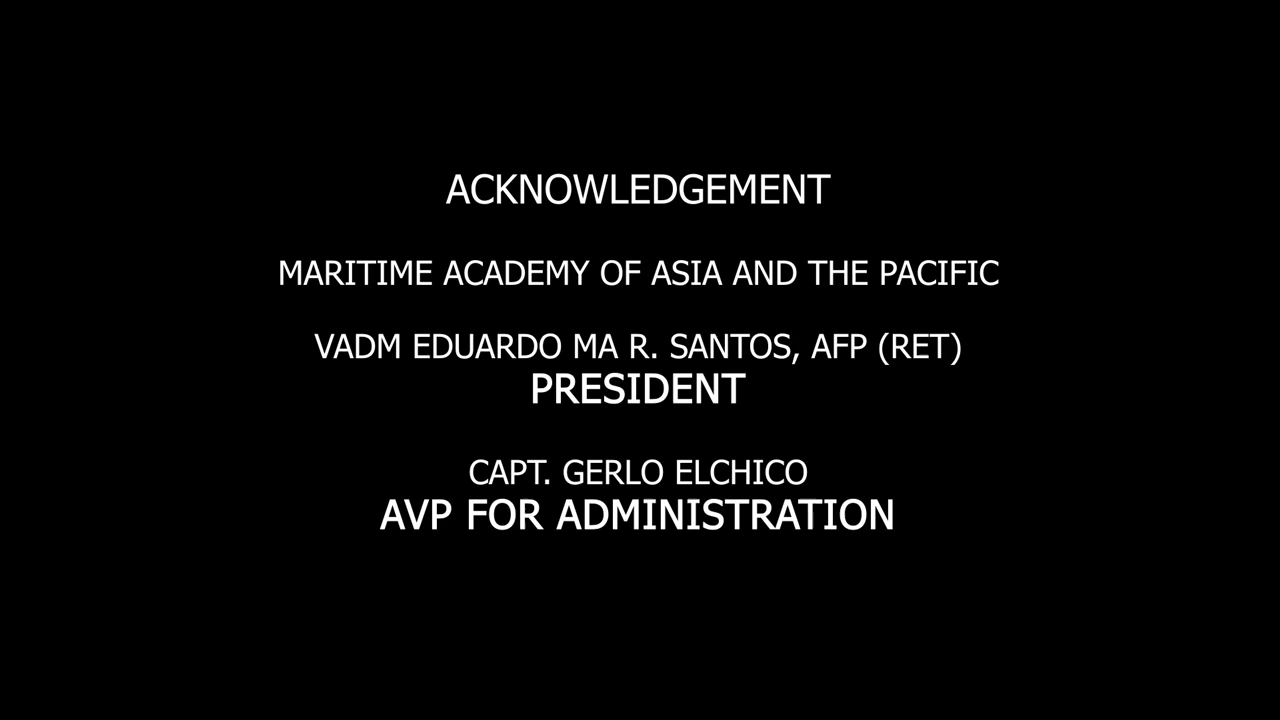 ACKNOWLEDGEMENT
MARITIME ACADEMY OF ASIA AND THE PACIFIC
VADM EDUARDO MA R. SANTOS, AFP (RET)
PRESIDENT
CAPT. GERLO ELCHICO
AVP FOR ADMINISTRATION